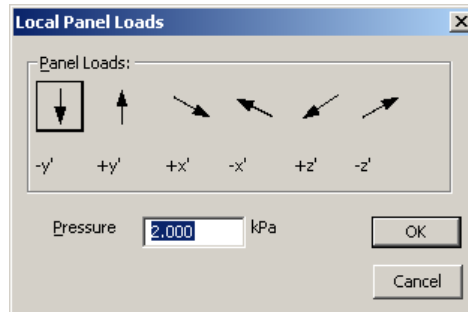 Local Panel Loads
Panel Loads:
-y' +y' +x' -x' +z' -z'
Pressure 2.000 kPa OK
Cancel